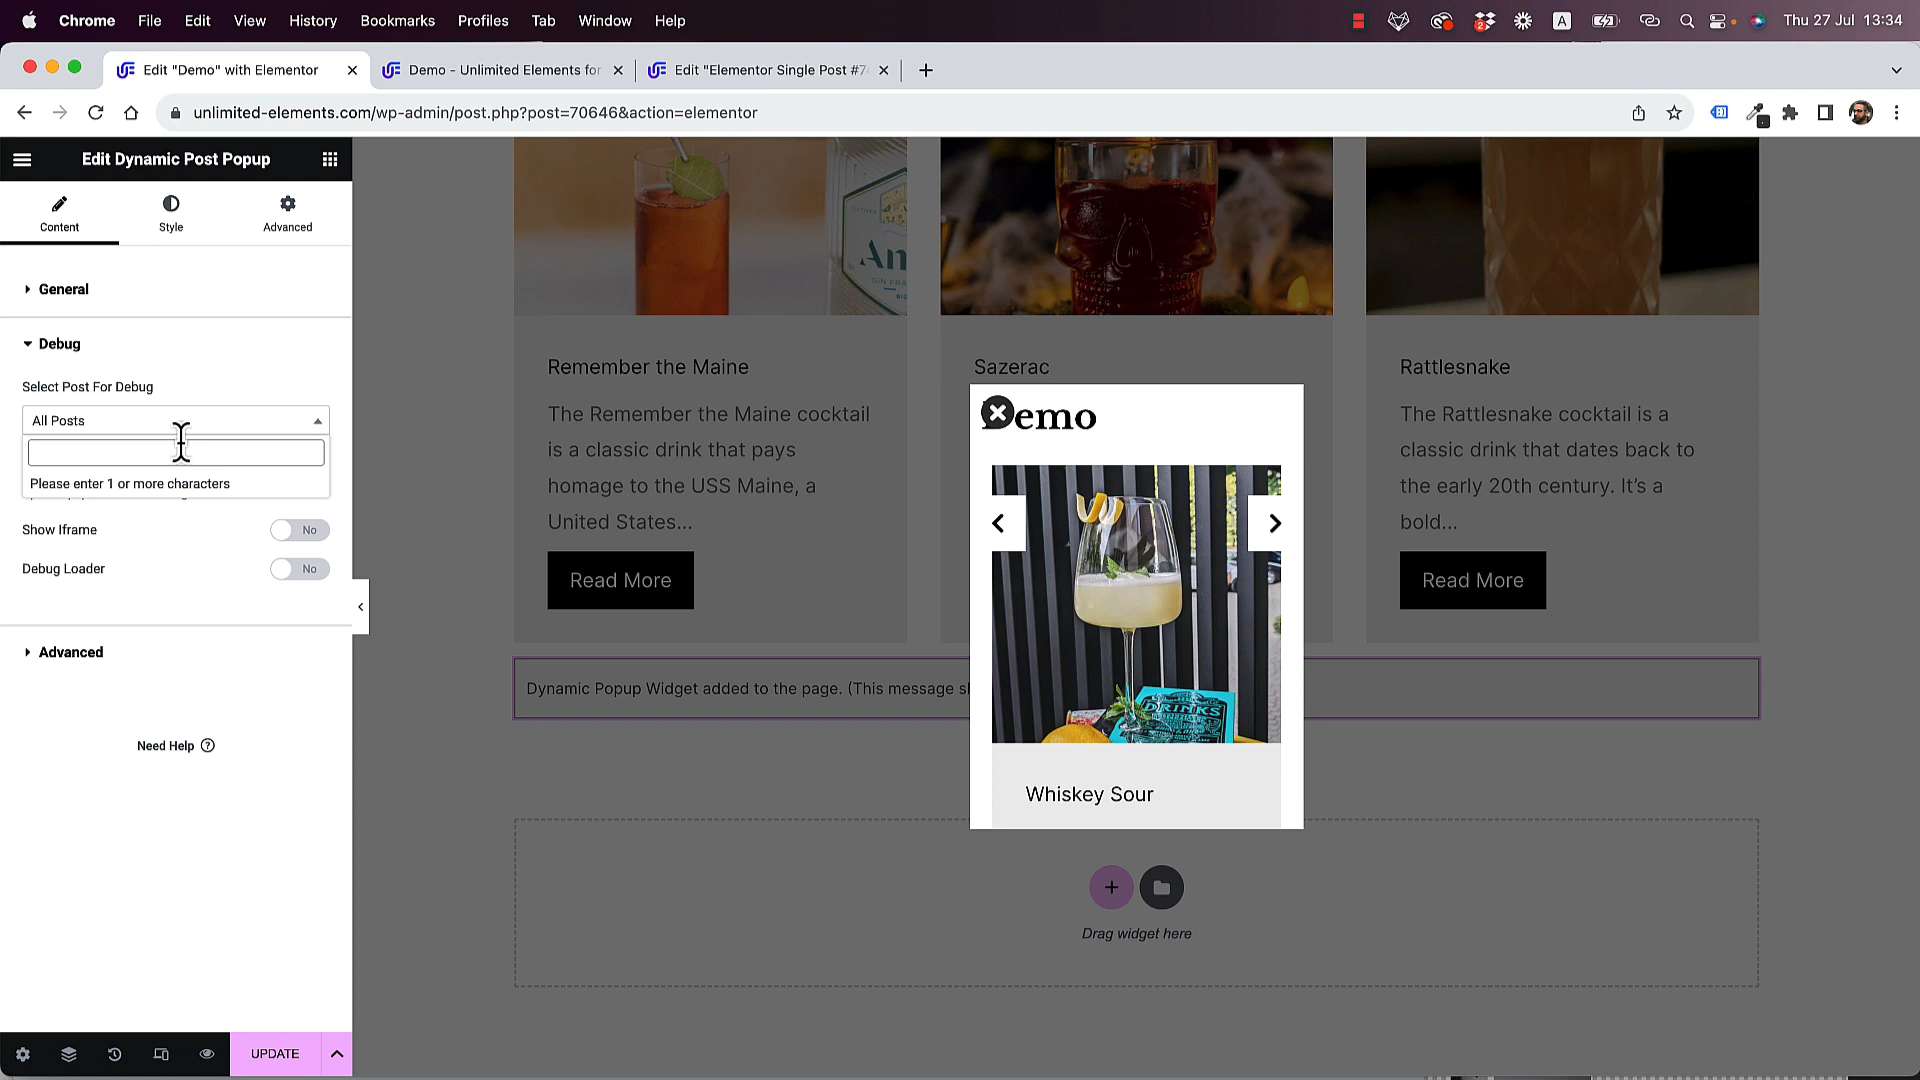 Chrome File Edit View History Bookmarks Profiles Tab Window Help
2
A
Thu 27 Jul 13:34
Edit "Demo" with Elementor
Demo - Unlimited Elements for
Edit "Elementor Single Post #7
unlimited-elements.com/wp-admin/post.php?post=70646&action=elementor
Edit Dynamic Post Popup
Content
Style
Advanced
General
Debug
Select Post For Debug
All Posts
Please enter 1 or more characters
Show Iframe
No
Debug Loader
No
Advanced
Need Help ?
UPDATE
Remember the Maine
The Remember the Maine cocktail
is a classic drink that pays
homage to the USS Maine, a
United States...
Read More
Sazerac
Rattlesnake
The Rattlesnake cocktail is a
classic drink that dates back to
the early 20th century. It's a
bold...
Read More
Demo
DRINKS
Whiskey Sour
Dynamic Popup Widget added to the page. (This message
Drag widget here